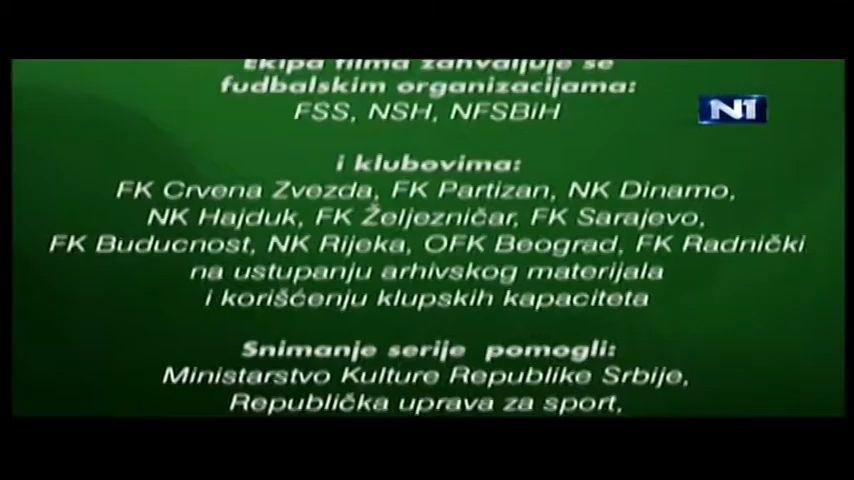 Ekipa filma zahvaljuje se
fudbalskim organizacijama:
FSS, NSH, NFSBiH
N1
i klubovima:
FK Crvena Zvezda, FK Partizan, NK Dinamo,
NK Hajduk, FK Željezničar, FK Sarajevo,
FK Buducnost, NK Rijeka, OFK Beograd, FK Radnički
na ustupanju arhivskog materijala
i korišćenju klupskih kapaciteta
Snimanje serije pomogli:
Ministarstvo Kulture Republike Srbije,
Republička uprava za sport,